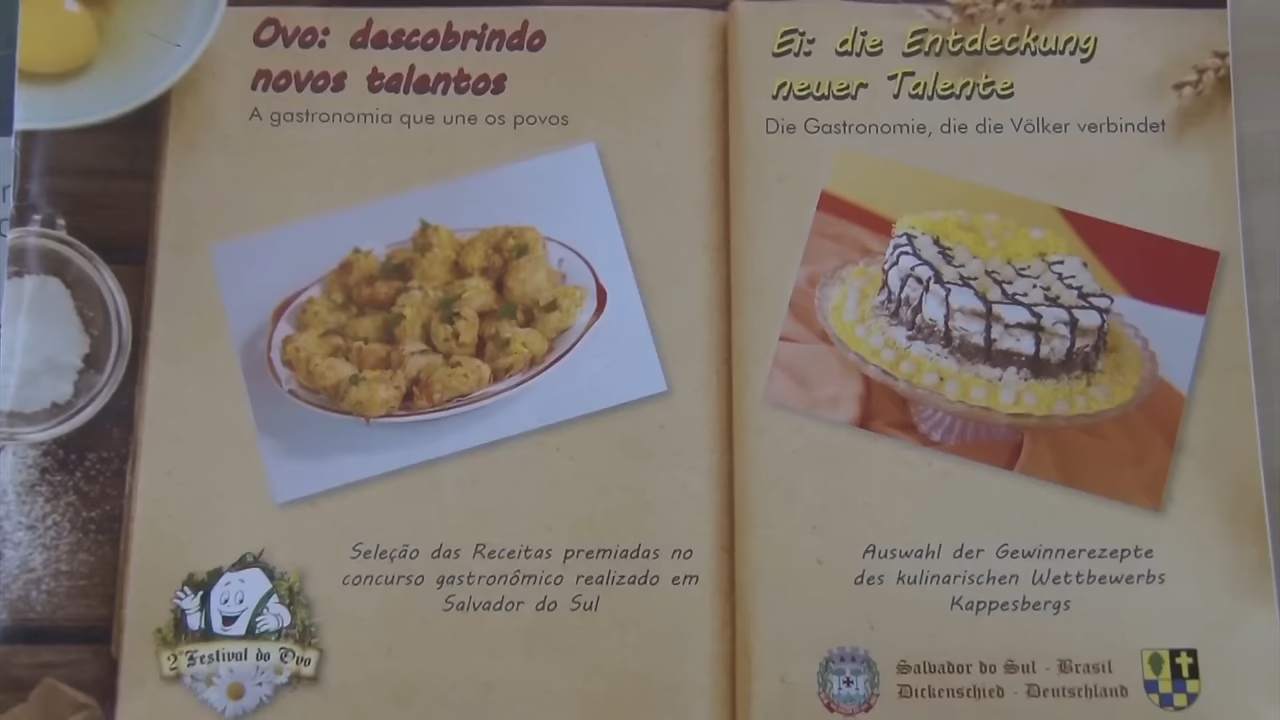 Ovo: descobrindo
novos talentos
A gastronomia que une os povos
Seleção das Receitas premiadas no
concurso gastronômico realizado em
Salvador do Sul
2º Festival do Ovo
Ei: die Entdeckung
neuer Talente
Die Gastronomie, die die Völker verbindet
Auswahl der Gewinnerezepte
des kulinarischen Wettbewerbs
Kappesbergs
Salvador do Sul - Brasil
Dickenschied - Deutschland